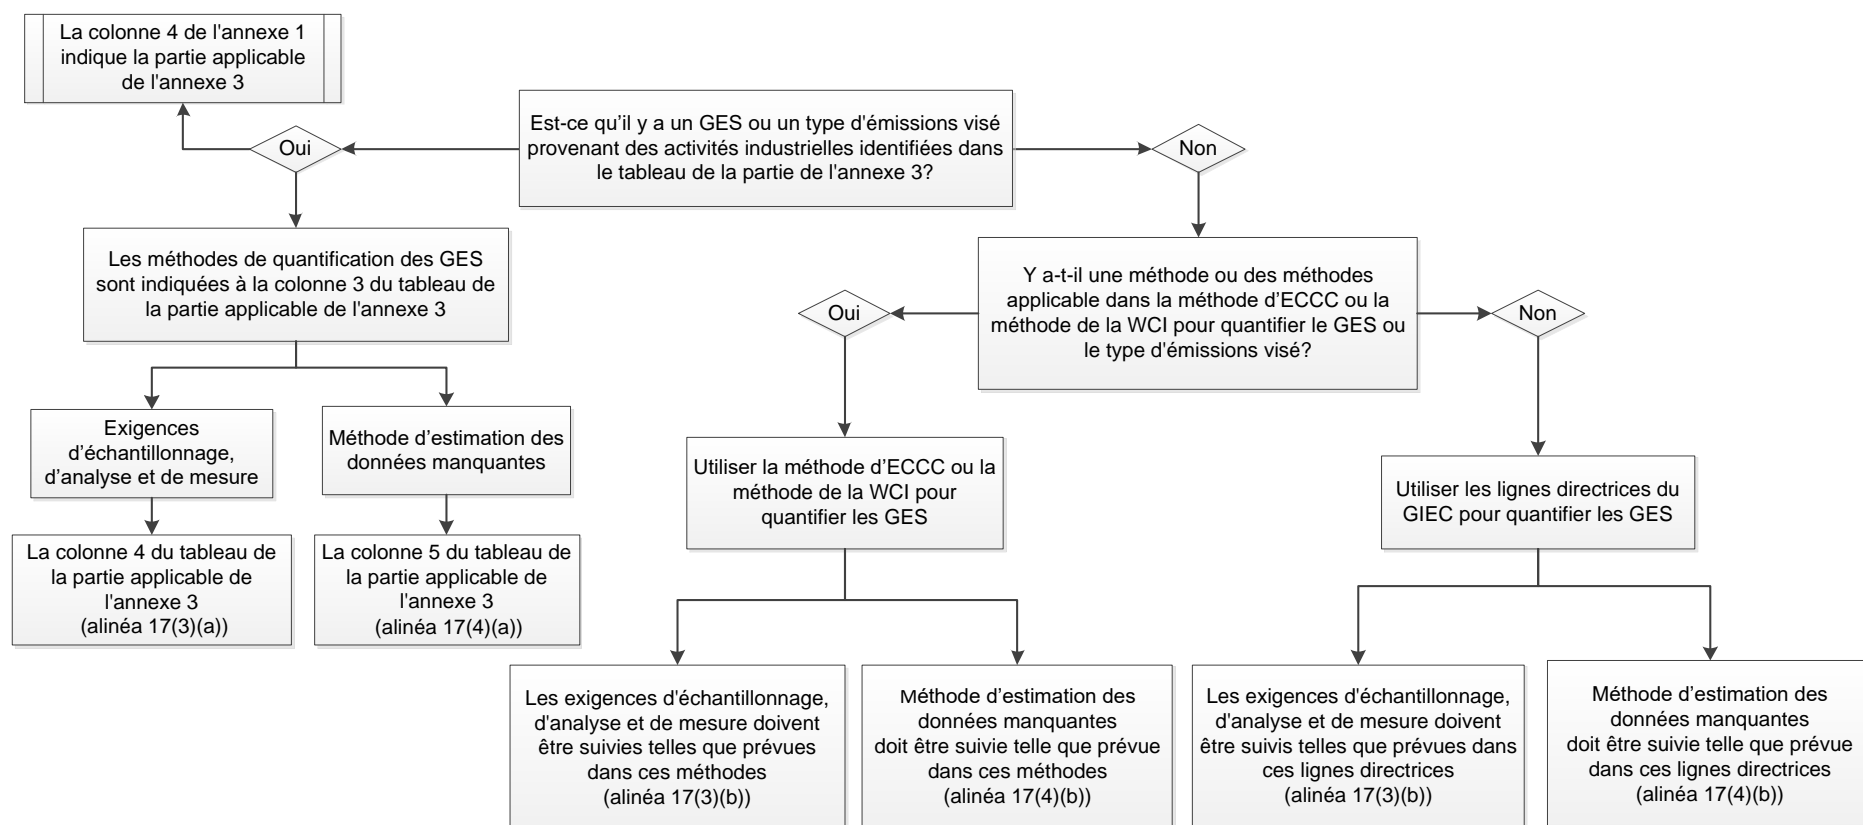 La colonne 4 de l'annexe 1
indique la partie applicable
de l'annexe 3
Est-ce qu’il y a un GES ou un type d'émissions visé
provenant des activités industrielles identifiées dans
le tableau de la partie de l'annexe 3?
Oui
Non
Les méthodes de quantification des GES
sont indiquées à la colonne 3 du tableau de
la partie applicable de l'annexe 3
Y a-t-il une méthode ou des méthodes
applicable dans la méthode d’ECCC ou la
méthode de la WCI pour quantifier le GES ou
le type d'émissions visé?
Oui
Non
Exigences
d’échantillonnage,
d’analyse et de mesure
Méthode d’estimation des
données manquantes
Utiliser la méthode d’ECCC ou la
méthode de la WCI pour
quantifier les GES
Utiliser les lignes directrices du
GIEC pour quantifier les GES
La colonne 4 du tableau de
la partie applicable de
l'annexe 3
(alinéa 17(3)(a))
La colonne 5 du tableau de
la partie applicable de
l'annexe 3
(alinéa 17(4)(a))
Les exigences d'échantillonnage,
d'analyse et de mesure doivent
être suivies telles que prévues
dans ces méthodes
(alinéa 17(3)(b))
Méthode d’estimation des
données manquantes
doit être suivie telle que prévue
dans ces méthodes
(alinéa 17(4)(b))
Les exigences d'échantillonnage,
d'analyse et de mesure doivent
être suivis telles que prévues dans
ces lignes directrices
(alinéa 17(3)(b))
Méthode d’estimation des
données manquantes
doit être suivie telle que prévue
dans ces lignes directrices
(alinéa 17(4)(b))